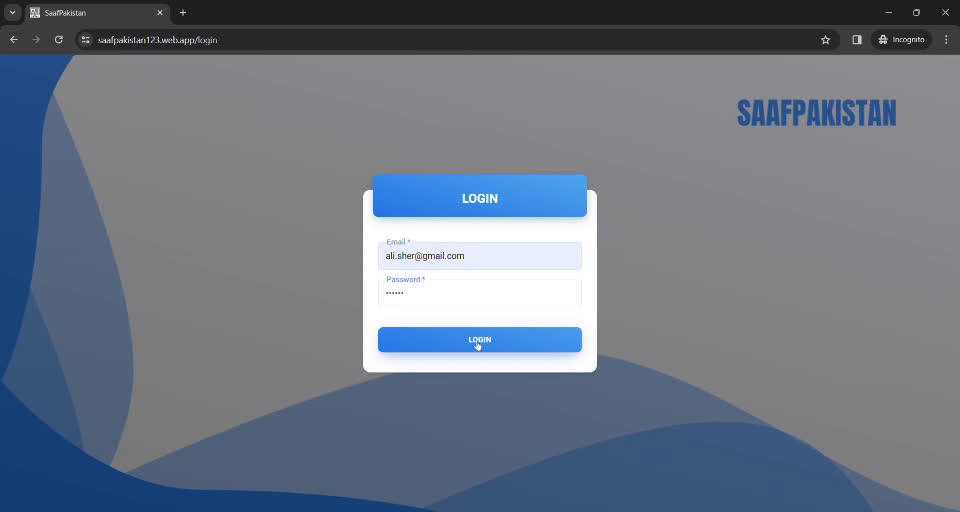 SaafPakistan
saafpakistan123.web.app/login
Incognito
SAAFPAKISTAN
LOGIN
Email *
ali.sher@gmail.com
Password *
••••••
LOGIN